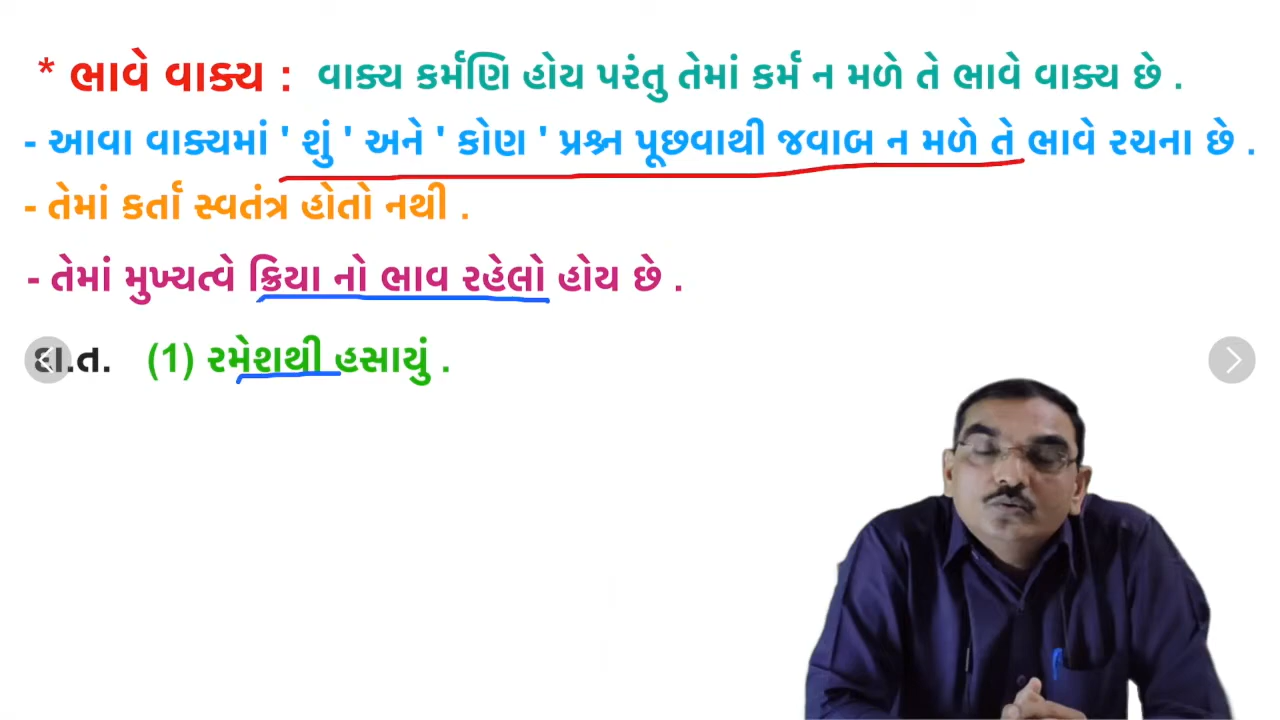 * ભાવે વાક્ય : વાક્ય કર્મણિ હોય પરંતુ તેમાં કર્મ ન મળે તે ભાવે વાક્ય છે .
- આવા વાક્યમાં ' શું ' અને ' કોણ ' પ્રશ્ન પૂછવાથી જવાબ ન મળે તે ભાવે રચના છે .
- તેમાં કર્તા સ્વતંત્ર હોતો નથી .
- તેમાં મુખ્યત્વે ક્રિયા નો ભાવ રહેલો હોય છે .
દા.ત. (1) રમેશથી હસાયું .